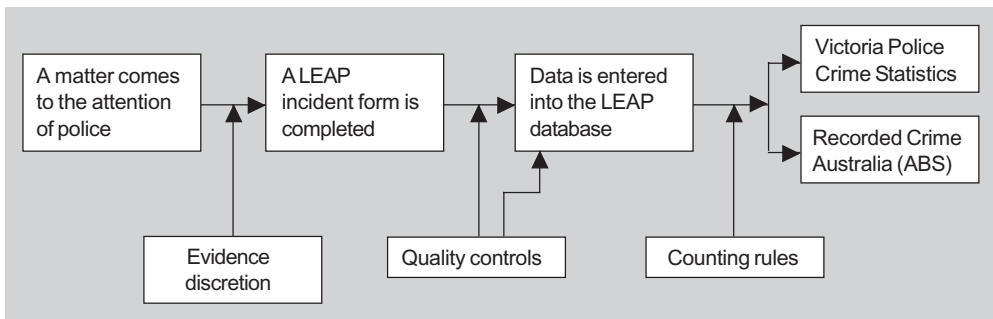 A matter comes
to the attention
of police
A LEAP
incident form is
completed
Data is entered
into the LEAP
database
Victoria Police
Crime Statistics
Recorded Crime
Australia (ABS)
Evidence
discretion
Quality controls
Counting rules